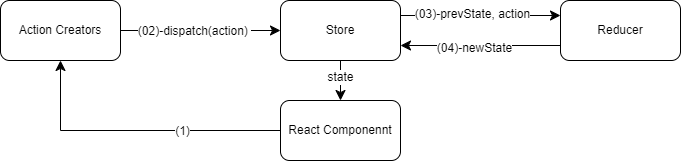 Action Creators
(02)-dispatch(action)
Store
(03)-prevState, action
Reducer
(04)-newState
state
React Componennt
(1)